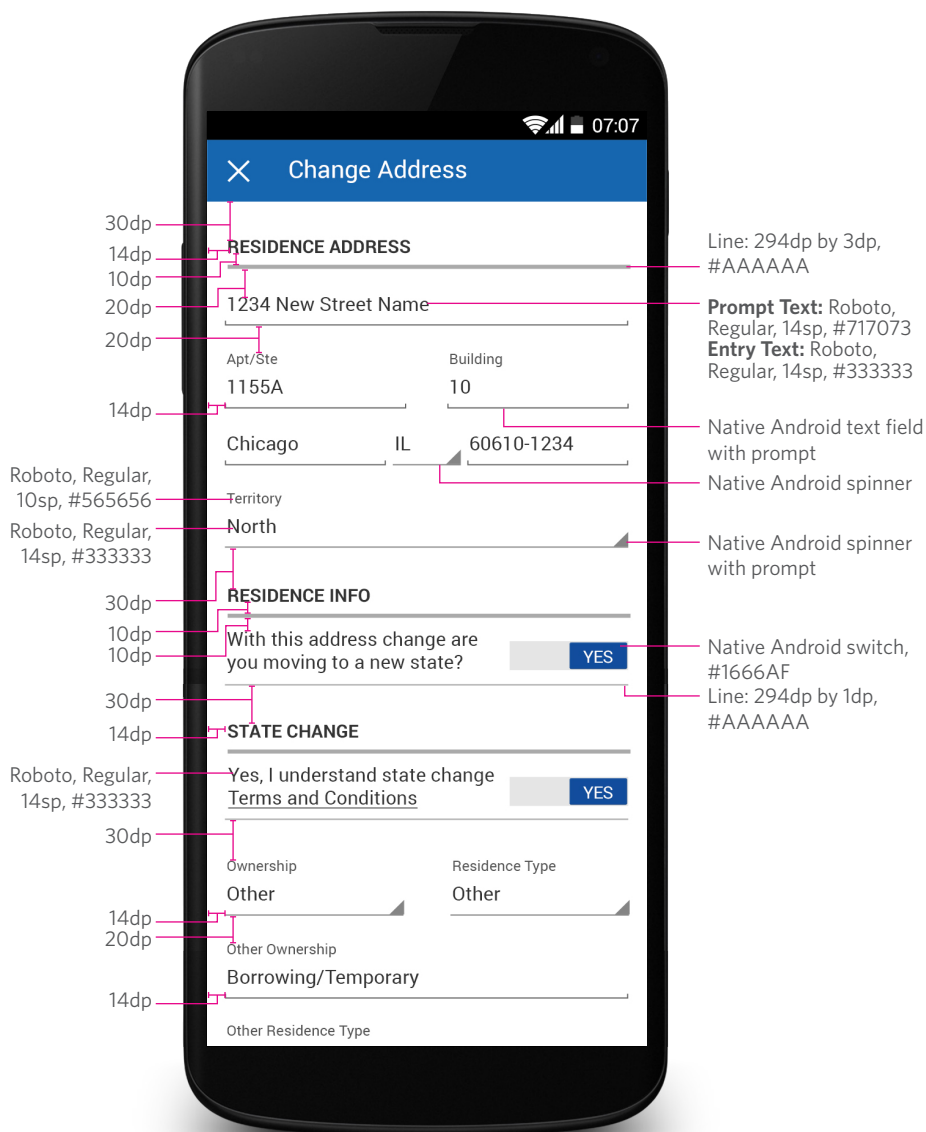 07:07
Change Address
30dp
14dp
10dp
20dp
20dp
14dp
Roboto, Regular,
10sp, #565656
Roboto, Regular,
14sp, #333333
30dp
10dp
10dp
30dp
14dp
Roboto, Regular,
14sp, #333333
30dp
14dp
20dp
14dp
RESIDENCE ADDRESS
1234 New Street Name
Apt/Ste
Building
1155A
10
Chicago
IL
60610-1234
Territory
North
RESIDENCE INFO
With this address change are
you moving to a new state?
YES
STATE CHANGE
Yes, I understand state change
Terms and Conditions
YES
Ownership
Residence Type
Other
Other
Other Ownership
Borrowing/Temporary
Other Residence Type
Line: 294dp by 3dp,
#AAAAAA
Prompt Text: Roboto,
Regular, 14sp, #717073
Entry Text: Roboto,
Regular, 14sp, #333333
Native Android text field
with prompt
Native Android spinner
Native Android spinner
with prompt
Native Android switch,
#1666AF
Line: 294dp by 1dp,
#AAAAAA